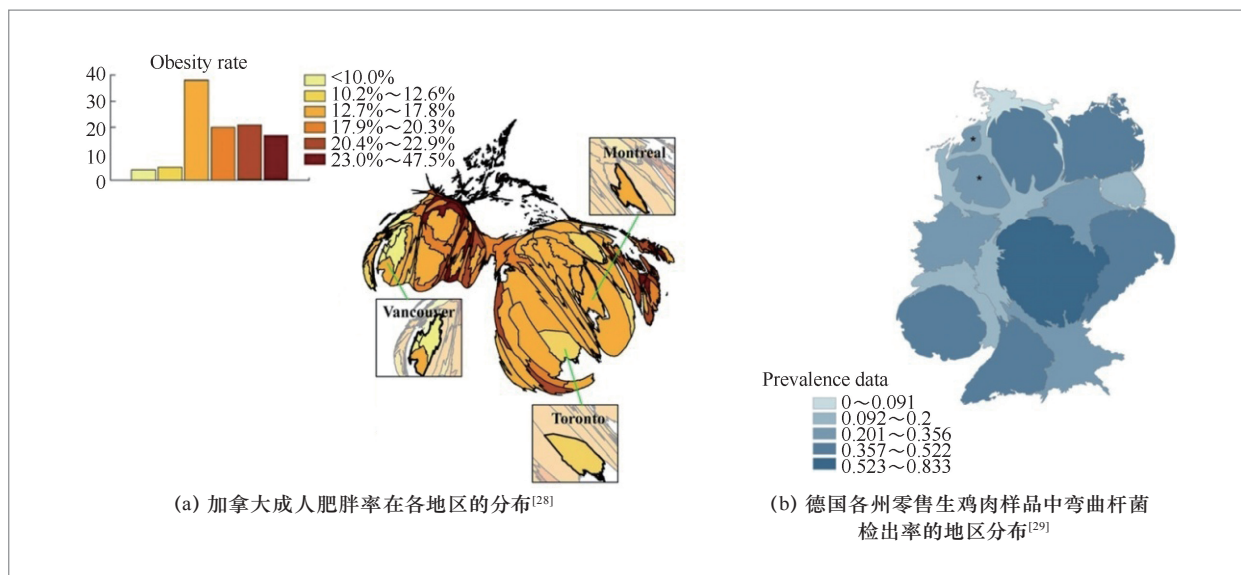 Obesity rate
40
30
20
10
0
<10.0%
10.2%～12.6%
12.7%～17.8%
17.9%～20.3%
20.4%～22.9%
23.0%～47.5%
Montreal
Vancouver
Toronto
(a) 加拿大成人肥胖率在各地区的分布[28]
*
*
Prevalence data
0～0.091
0.092～0.2
0.201～0.356
0.357～0.522
0.523～0.833
(b) 德国各州零售生鸡肉样品中弯曲杆菌
检出率的地区分布[29]